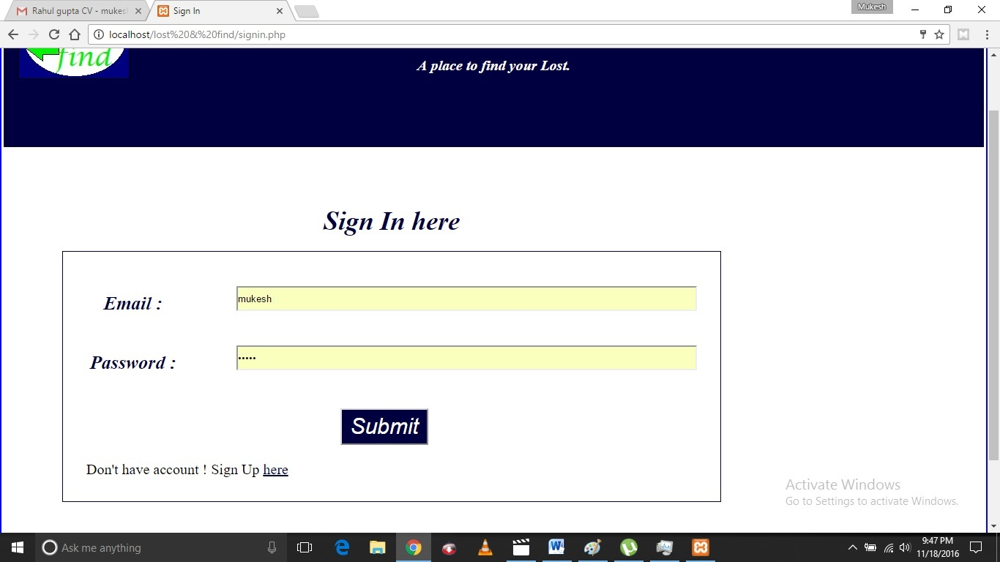 Rahul gupta CV - mukes
Sign In
Mukesh
localhost/lost%20&%20find/signin.php
find
A place to find your Lost.
Sign In here
Email :
mukesh
Password :
•••••
Submit
Don't have account ! Sign Up here
Activate Windows
Go to Settings to activate Windows.
Ask me anything
9:47 PM
11/18/2016